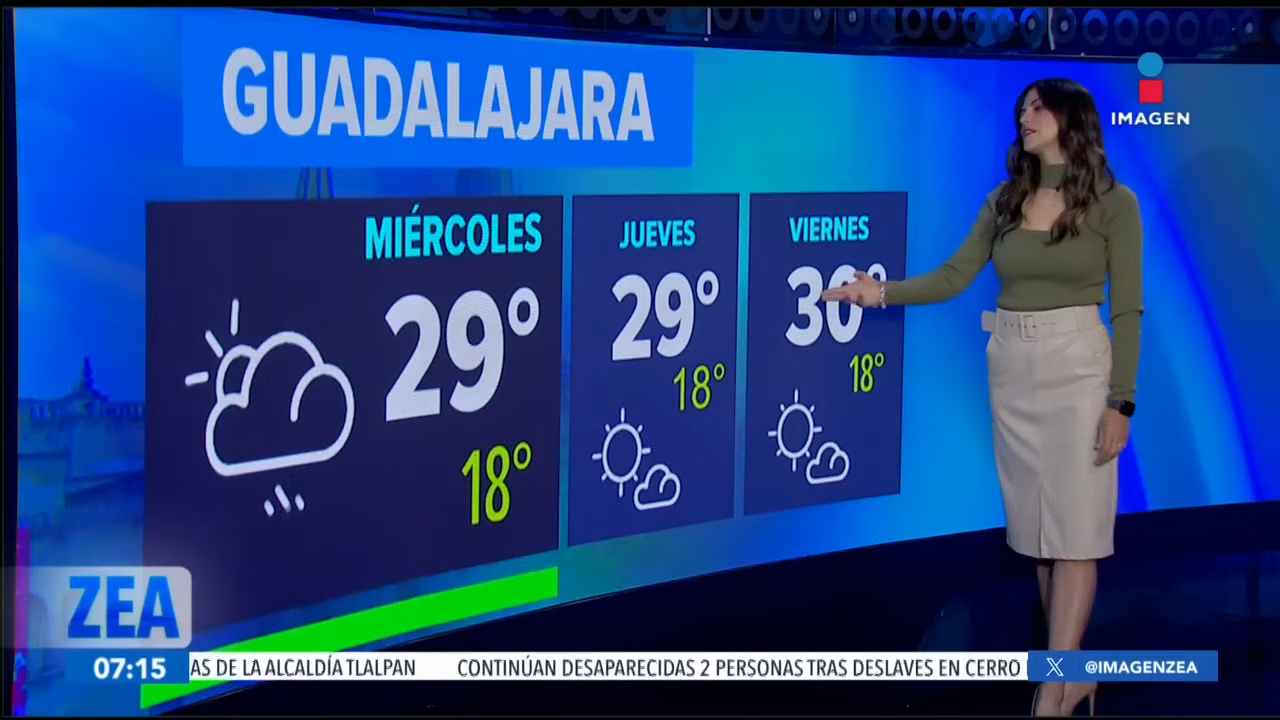 GUADALAJARA
IMAGEN
MIÉRCOLES
29°
18°
JUEVES
29°
18°
VIERNES
30°
18°
ZEA
07:15
AS DE LA ALCALDÍA TLALPAN CONTINÚAN DESAPARECIDAS 2 PERSONAS TRAS DESLAVES EN CERRO
X @IMAGENZEA